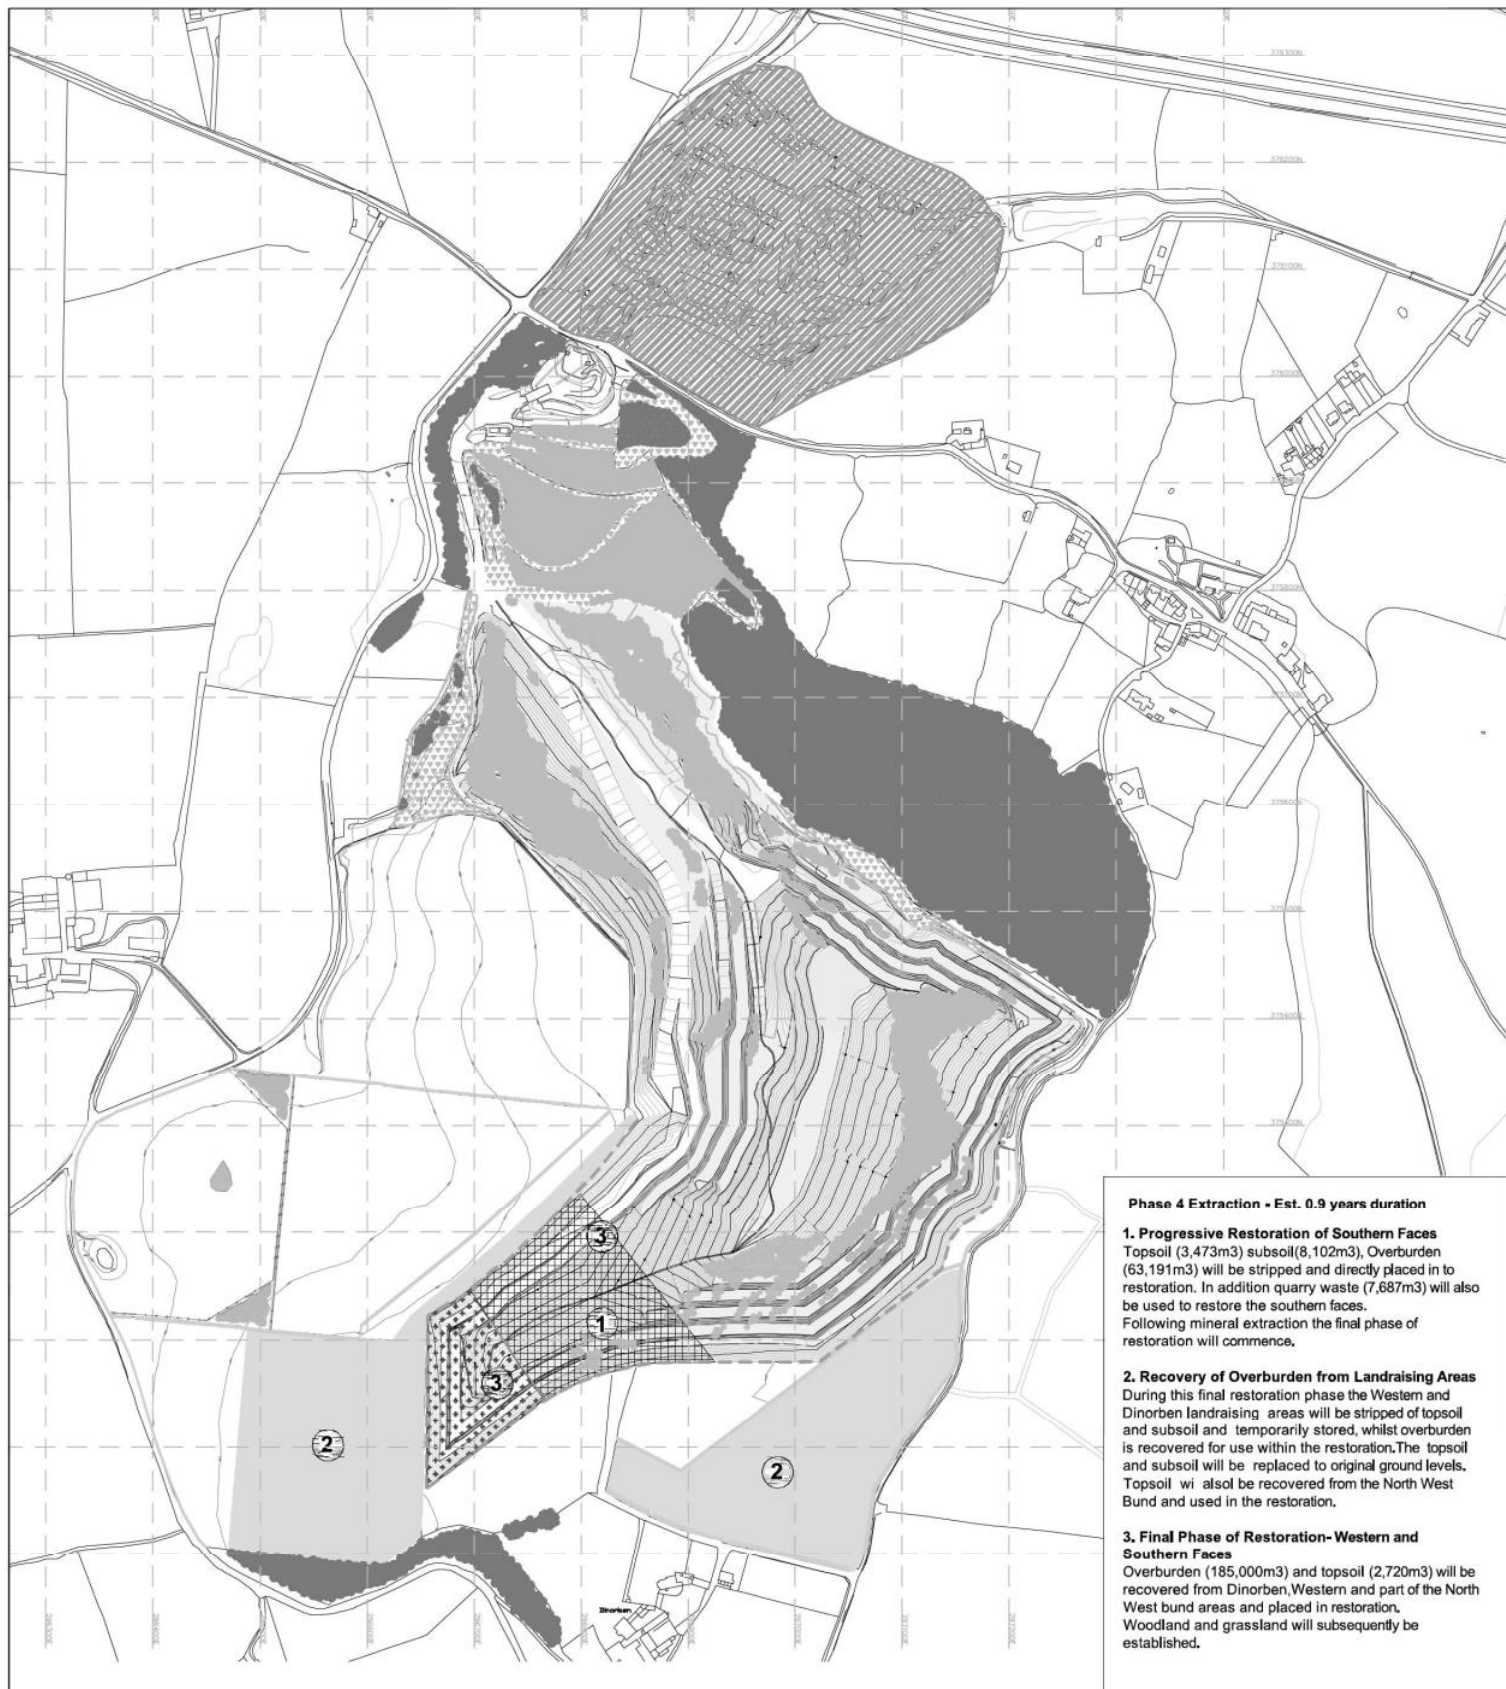 376300N
376200N
376100N
376000N
375800N
375600N
375400N
Phase 4 Extraction - Est. 0.9 years duration
1. Progressive Restoration of Southern Faces
Topsoil (3,473m3) subsoil(8,102m3), Overburden
(63,191m3) will be stripped and directly placed in to
restoration. In addition quarry waste (7,687m3) will also
be used to restore the southern faces.
Following mineral extraction the final phase of
restoration will commence.
2. Recovery of Overburden from Landraising Areas
During this final restoration phase the Western and
Dinorben landraising areas will be stripped of topsoil
and subsoil and temporarily stored, whilst overburden
is recovered for use within the restoration.The topsoil
and subsoil will be replaced to original ground levels.
Topsoil wi alsol be recovered from the North West
Bund and used in the restoration.
3. Final Phase of Restoration- Western and
Southern Faces
Overburden (185,000m3) and topsoil (2,720m3) will be
recovered from Dinorben,Western and part of the North
West bund areas and placed in restoration.
Woodland and grassland will subsequently be
established.
3
1
3
2
2
Dinorben